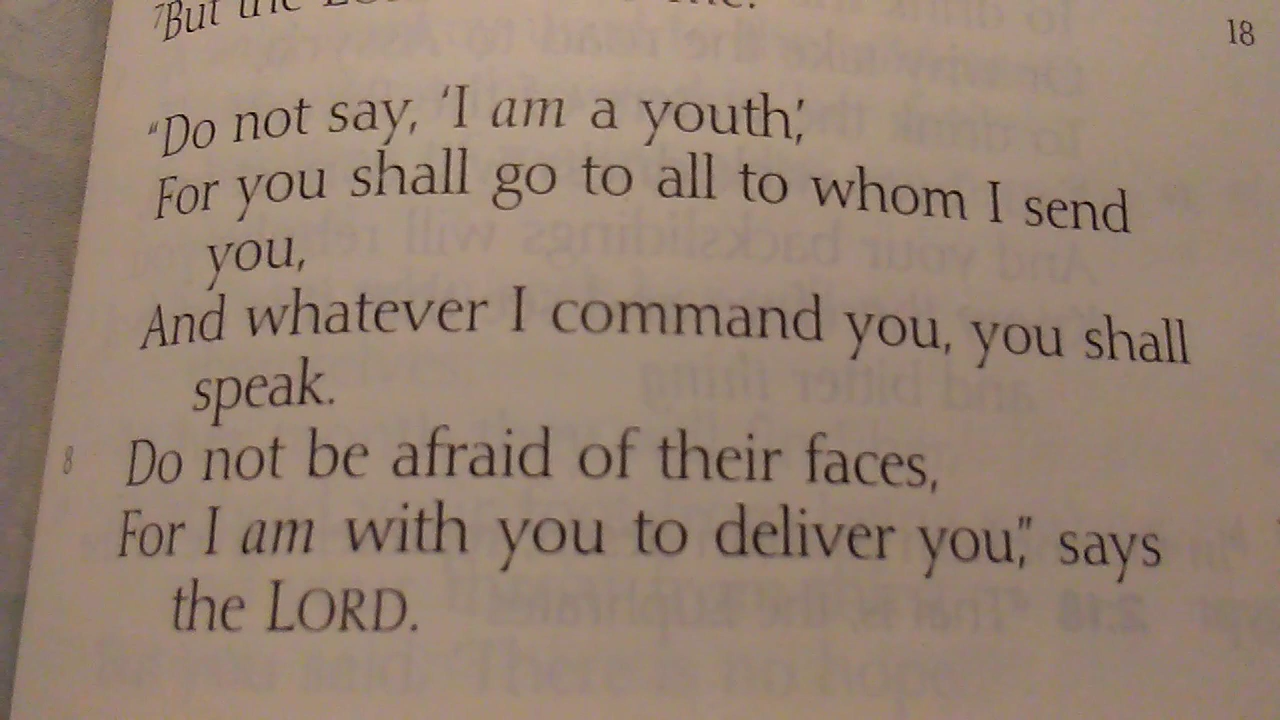 7But the
18
"Do not say, 'I am a youth,'
For you shall go to all to whom I send
you,
And whatever I command you, you shall
speak.
8 Do not be afraid of their faces,
For I am with you to deliver you," says
the LORD.